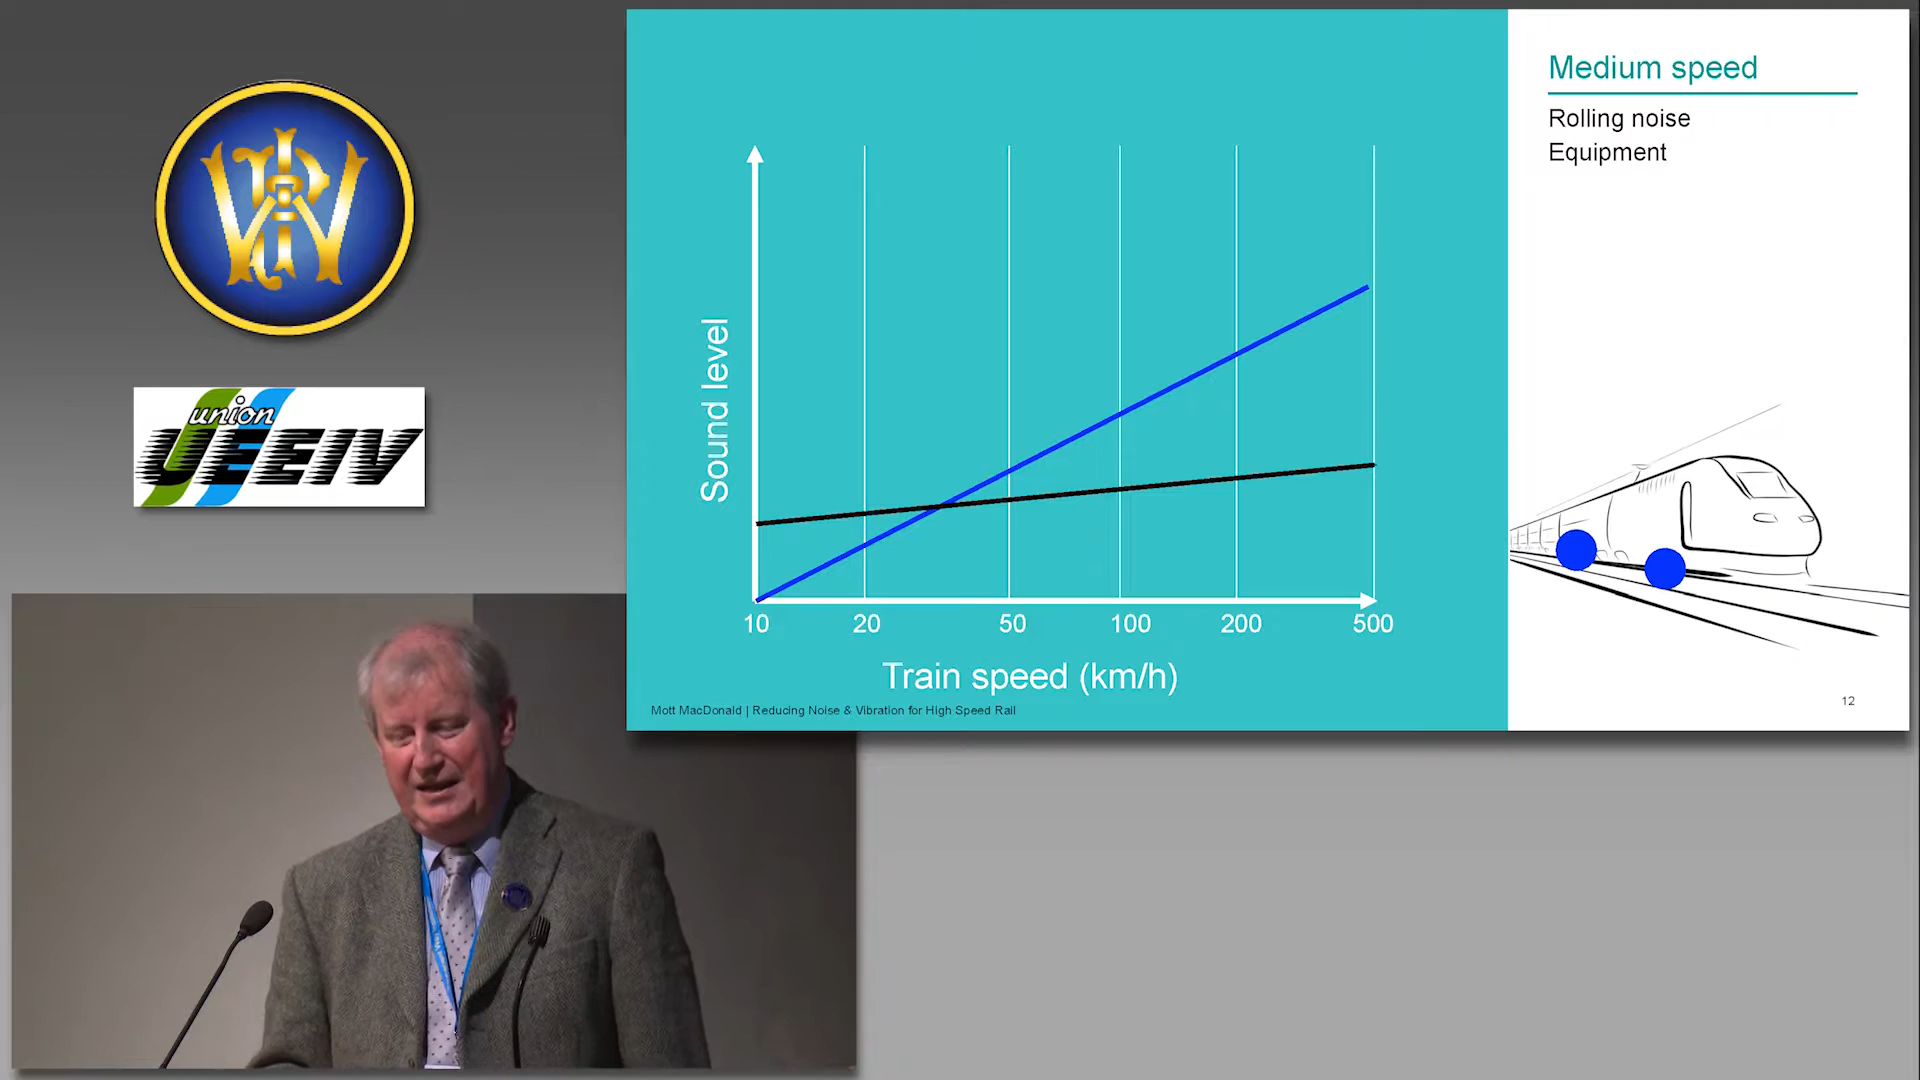 union
UEEIV
Medium speed
Rolling noise
Equipment
Sound level
10 20 50 100 200 500
Train speed (km/h)
Mott MacDonald | Reducing Noise & Vibration for High Speed Rail
12